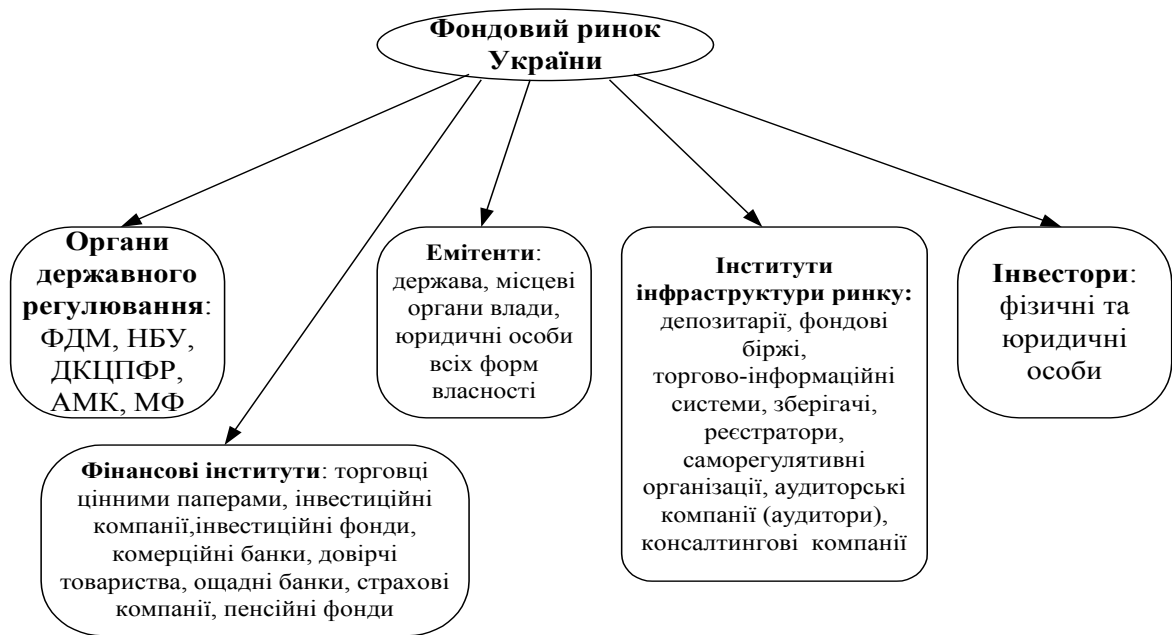 Фондовий ринок
України
Органи
державного
регулювання:
ФДМ, НБУ,
ДКЦПФР,
АМК, МФ
Фінансові інститути: торговці
цінними паперами, інвестиційні
компанії,інвестиційні фонди,
комерційні банки, довірчі
товариства, ощадні банки, страхові
компанії, пенсійні фонди
Емітенти:
держава, місцеві
органи влади,
юридичні особи
всіх форм
власності
Інститути
інфраструктури ринку:
депозитарії, фондові
біржі,
торгово-інформаційні
системи, зберігачі,
реєстратори,
саморегулятивні
організації, аудиторські
компанії (аудитори),
консалтингові компанії
Інвестори:
фізичні та
юридичні
особи